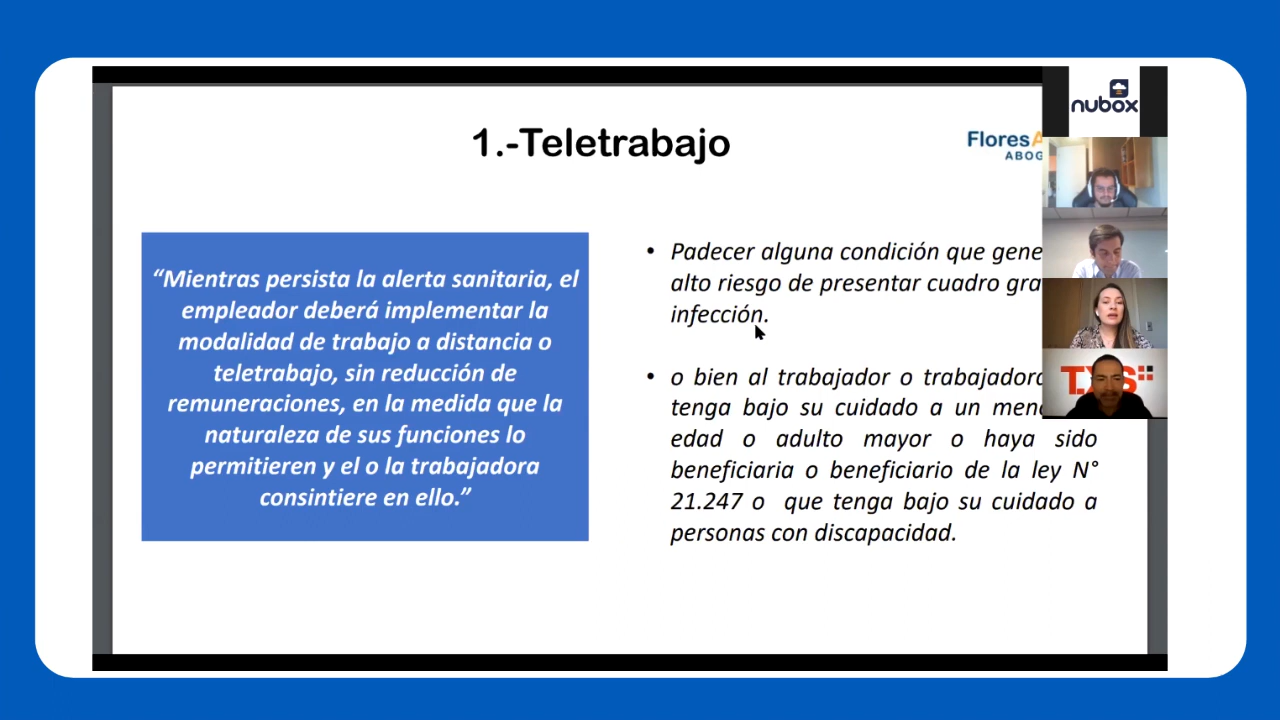 1.-Teletrabajo
Flores
ABOG
nubox
“Mientras persista la alerta sanitaria, el
empleador deberá implementar la
modalidad de trabajo a distancia o
teletrabajo, sin reducción de
remuneraciones, en la medida que la
naturaleza de sus funciones lo
permitieren y el o la trabajadora
consintiere en ello.”
• Padecer alguna condición que gene
alto riesgo de presentar cuadro gra
infección.
• o bien al trabajador o trabajadora
tenga bajo su cuidado a un men
edad o adulto mayor o haya sido
beneficiaria o beneficiario de la ley N°
21.247 o que tenga bajo su cuidado a
personas con discapacidad.